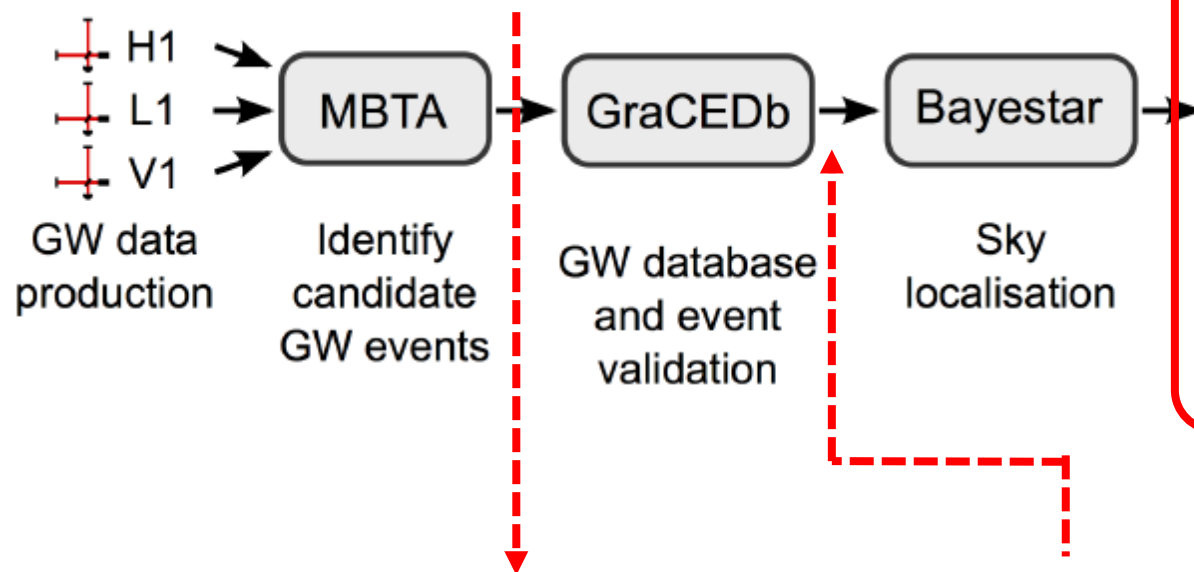 H1
L1
V1
MBTA
GraCEDb
Bayestar
GW data
production
Identify
candidate
GW events
GW database
and event
validation
Sky
localisation